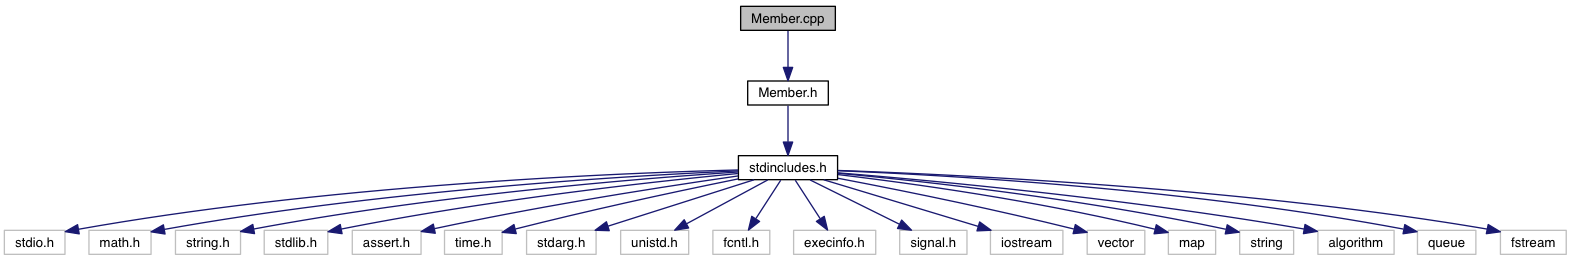 Member.cpp
Member.h
stdincludes.h
stdio.h math.h string.h stdlib.h assert.h time.h stdarg.h unistd.h fcntl.h execinfo.h signal.h iostream vector map string algorithm queue fstream